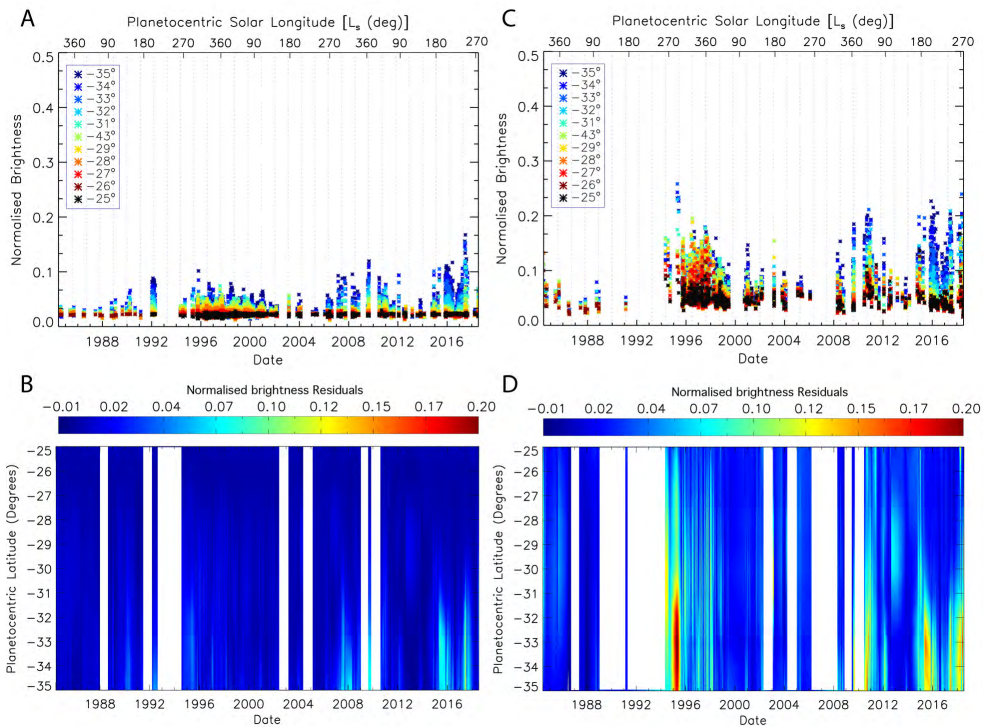 A
Planetocentric Solar Longitude [Ls (deg)]
360 90 180 270 360 90 180 270 360 90 180 270
0.5
0.4
0.3
0.2
0.1
0.0
Normalised Brightness
−35°
−34°
−33°
−32°
−31°
−43°
−29°
−28°
−27°
−26°
−25°
1988 1992 1996 2000 2004 2008 2012 2016
Date
C
Planetocentric Solar Longitude [Ls (deg)]
360 90 180 270 360 90 180 270 360 90 180 270
0.5
0.4
0.3
0.2
0.1
0.0
Normalised Brightness
−35°
−34°
−33°
−32°
−31°
−43°
−29°
−28°
−27°
−26°
−25°
1988 1992 1996 2000 2004 2008 2012 2016
Date
B
Normalised brightness Residuals
−0.01 0.02 0.04 0.07 0.10 0.12 0.15 0.17 0.20
−25
−26
−27
−28
−29
−30
−31
−32
−33
−34
−35
Planetocentric Latitude (Degrees)
1988 1992 1996 2000 2004 2008 2012 2016
Date
D
Normalised brightness Residuals
−0.01 0.02 0.04 0.07 0.10 0.12 0.15 0.17 0.20
−25
−26
−27
−28
−29
−30
−31
−32
−33
−34
−35
Planetocentric Latitude (Degrees)
1988 1992 1996 2000 2004 2008 2012 2016
Date